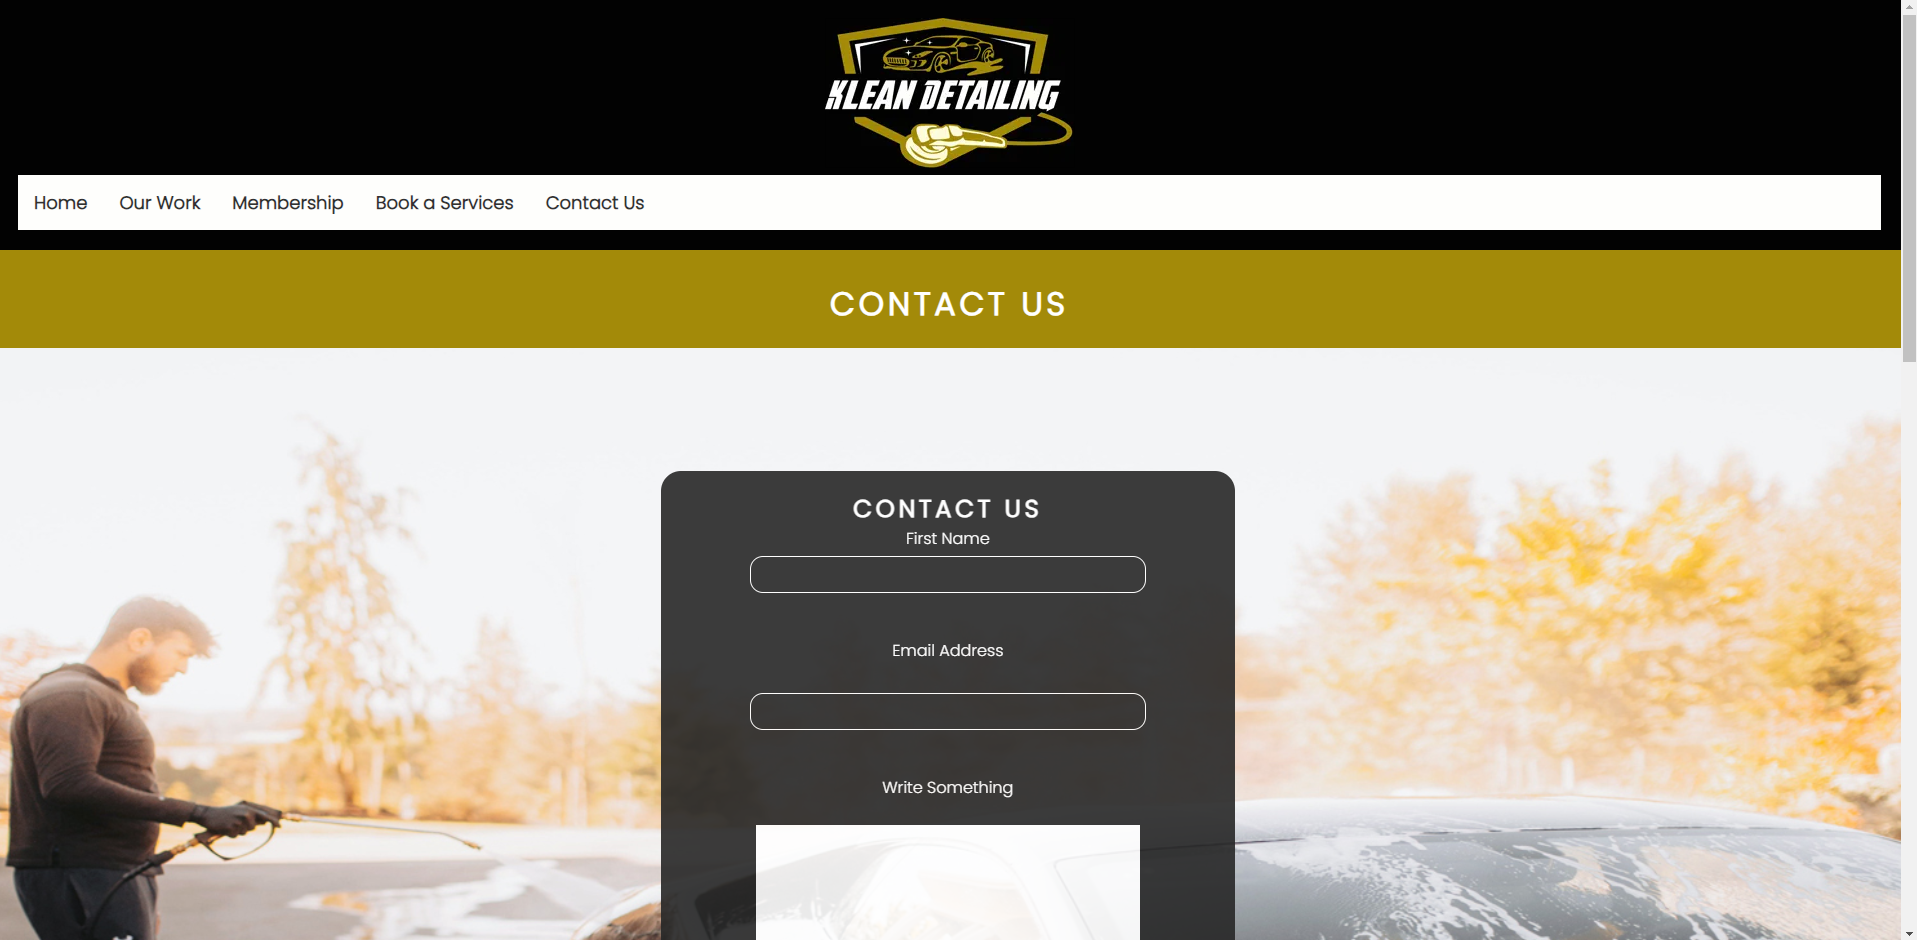 KLEAN DETAILING
Home Our Work Membership Book a Services Contact Us
CONTACT US
CONTACT US
First Name
Email Address
Write Something